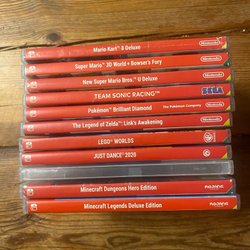 Mario Kart 8 Deluxe Nintendo
Super Mario 3D World + Bowser's Fury Nintendo
New Super Mario Bros. U Deluxe Nintendo
TEAM SONIC RACING SEGA
Pokémon Brilliant Diamond The Pokémon Company
The Legend of Zelda: Link's Awakening Nintendo
LEGO WORLDS
JUST DANCE 2020
Minecraft Dungeons Hero Edition MOJANG
Minecraft Legends Deluxe Edition MOJANG